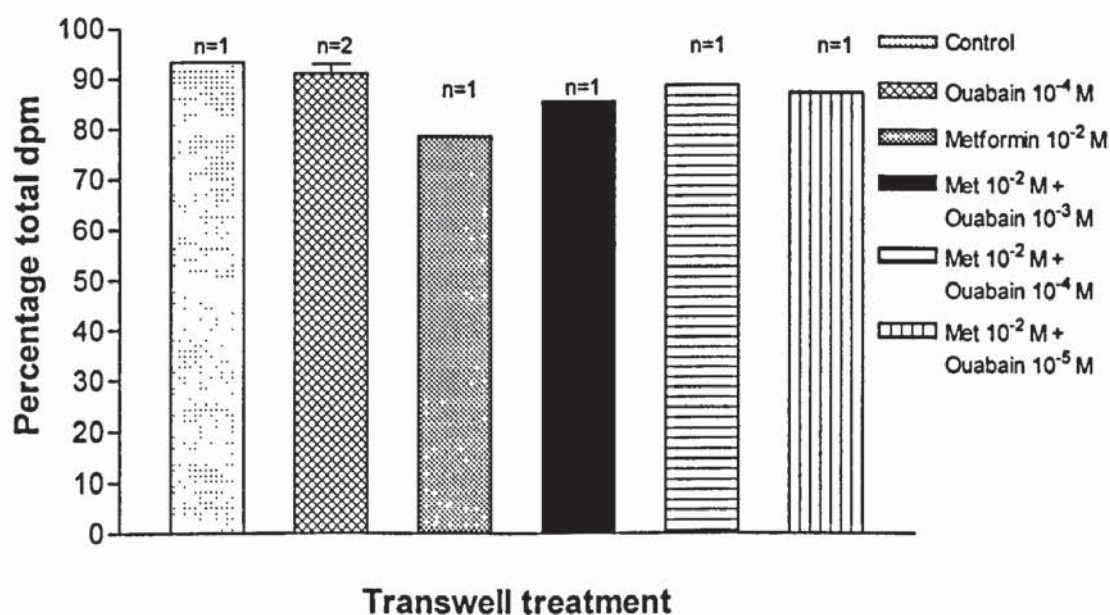 Percentage total dpm
100
90
80
70
60
50
40
30
20
10
0
n=1
n=2
n=1
n=1
n=1
n=1
Control
Ouabain 10⁻⁴ M
Metformin 10⁻² M
Met 10⁻² M +
Ouabain 10⁻³ M
Met 10⁻² M +
Ouabain 10⁻⁴ M
Met 10⁻² M +
Ouabain 10⁻⁵ M
Transwell treatment